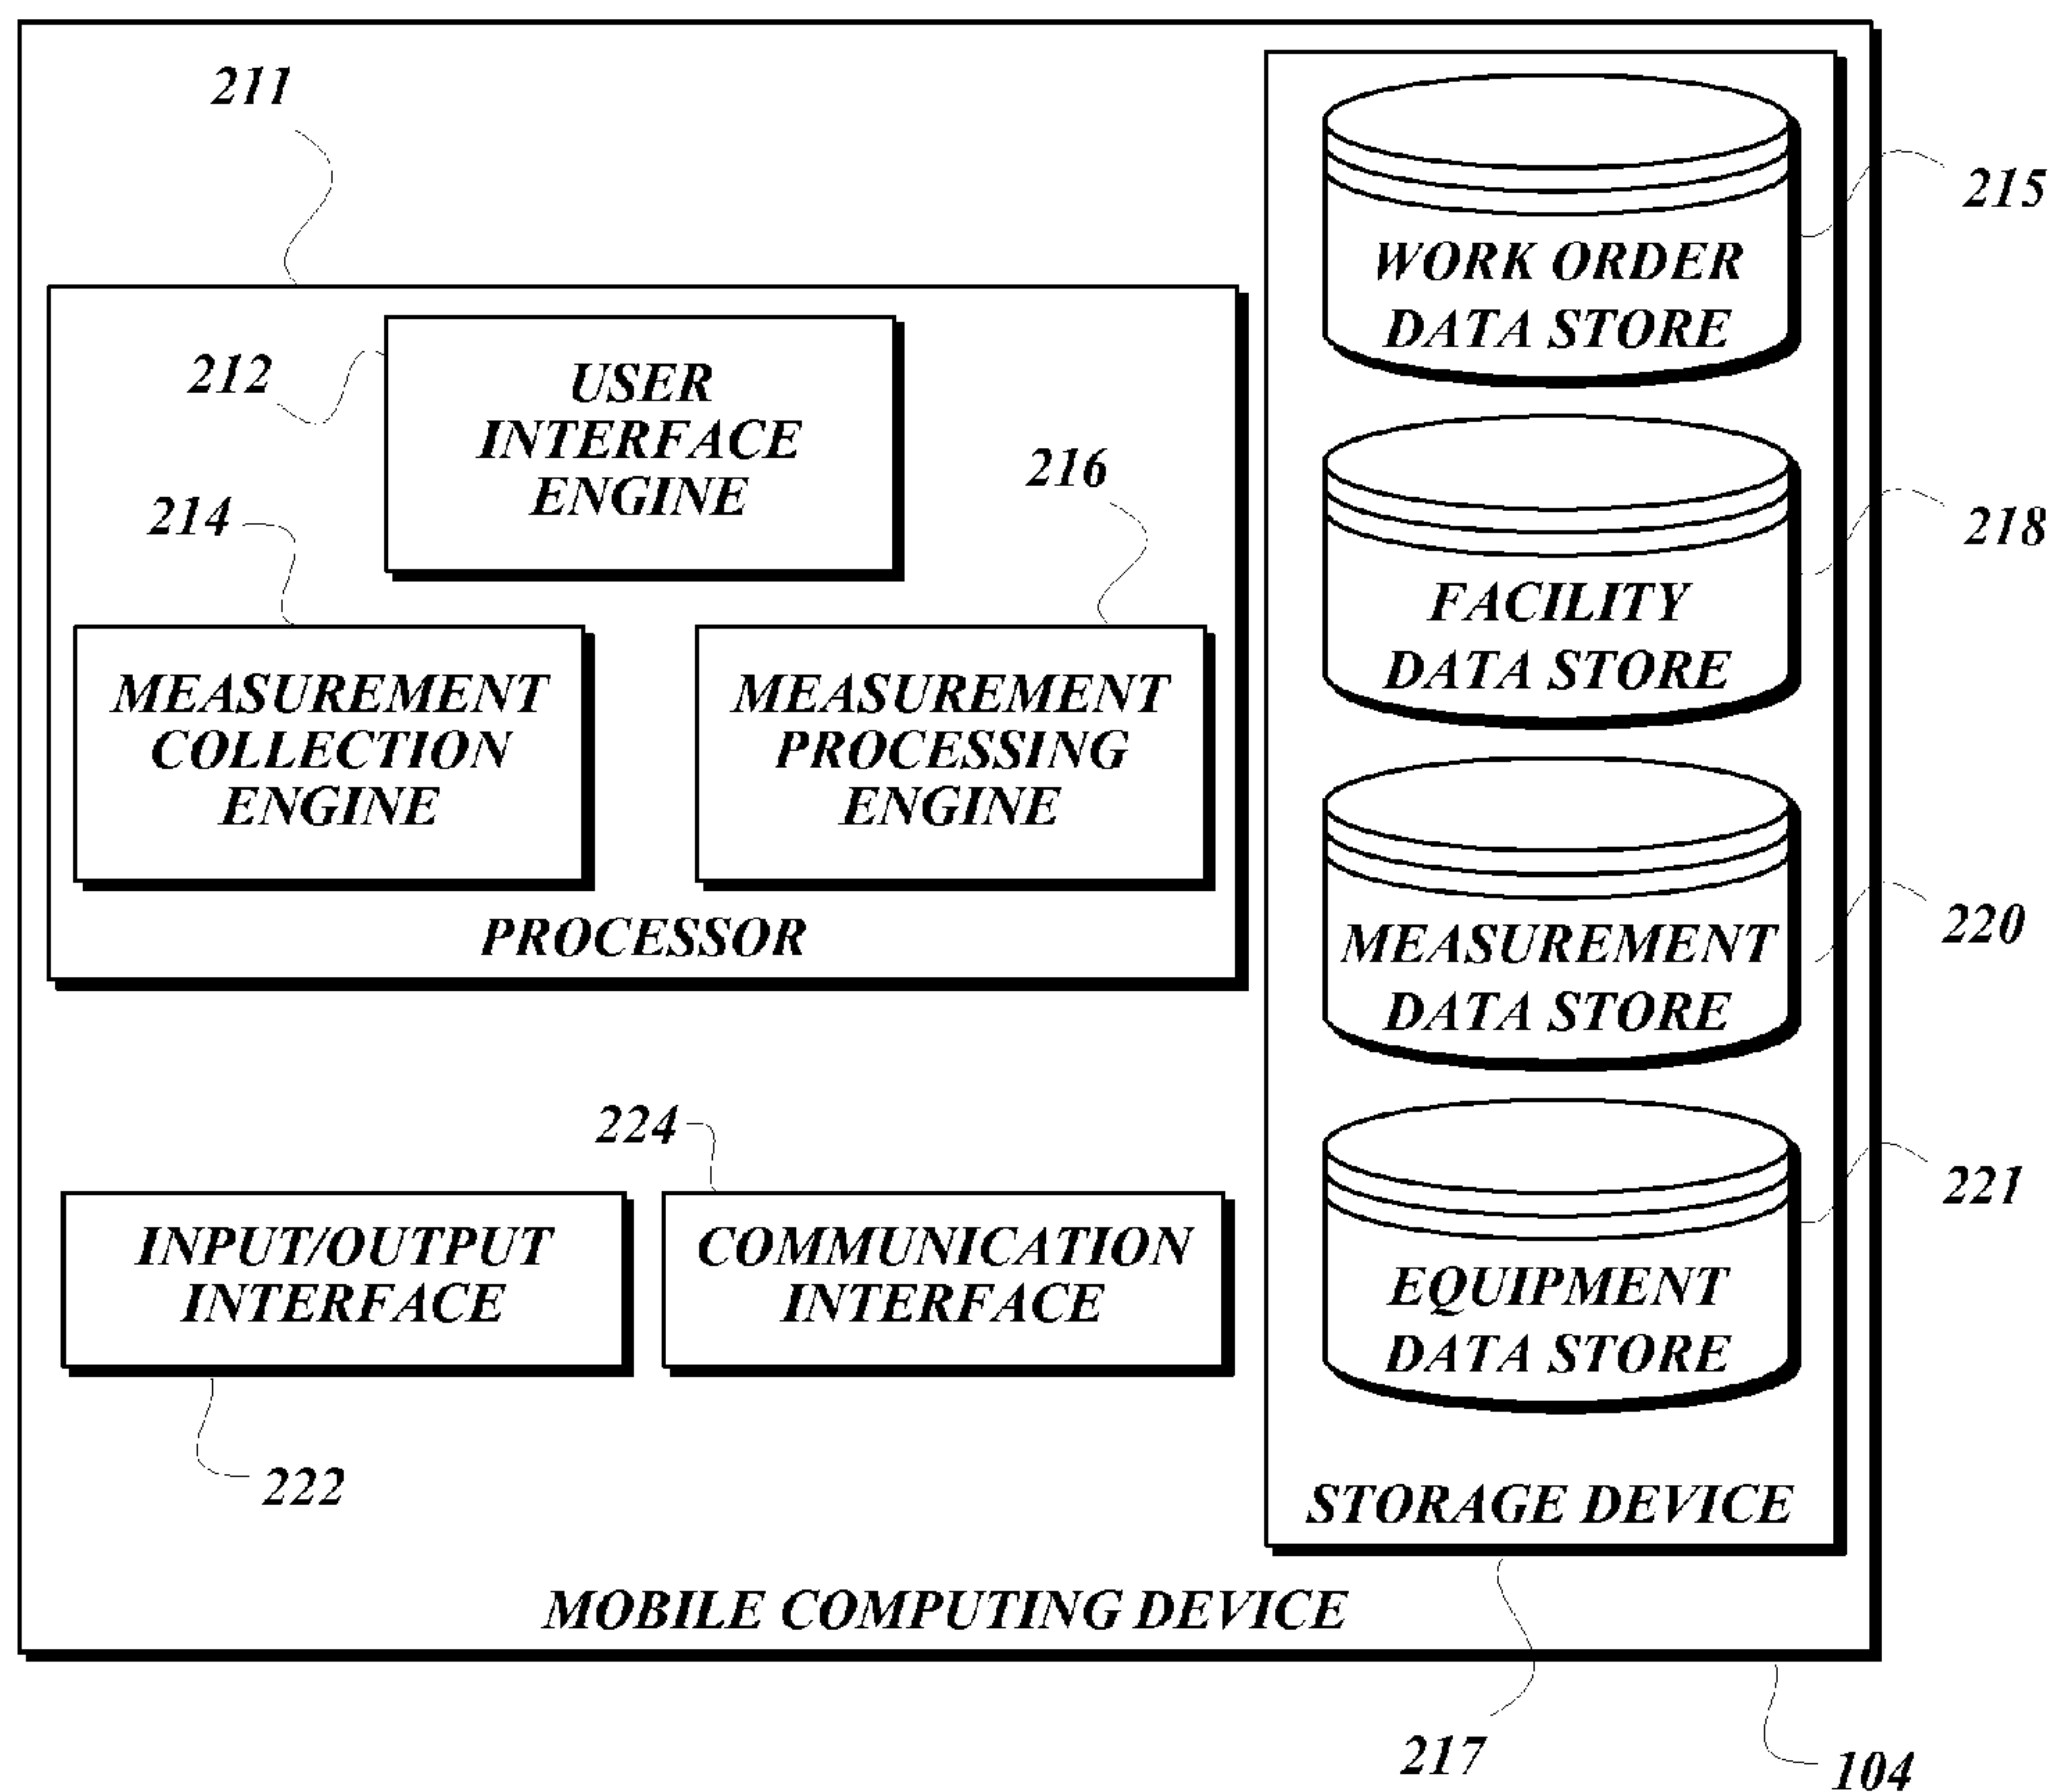 211
212
USER
INTERFACE
ENGINE
214
216
MEASUREMENT
COLLECTION
ENGINE
MEASUREMENT
PROCESSING
ENGINE
PROCESSOR
224
INPUT/OUTPUT
INTERFACE
COMMUNICATION
INTERFACE
222
WORK ORDER
DATA STORE
215
FACILITY
DATA STORE
218
MEASUREMENT
DATA STORE
220
EQUIPMENT
DATA STORE
221
STORAGE DEVICE
MOBILE COMPUTING DEVICE
217
104